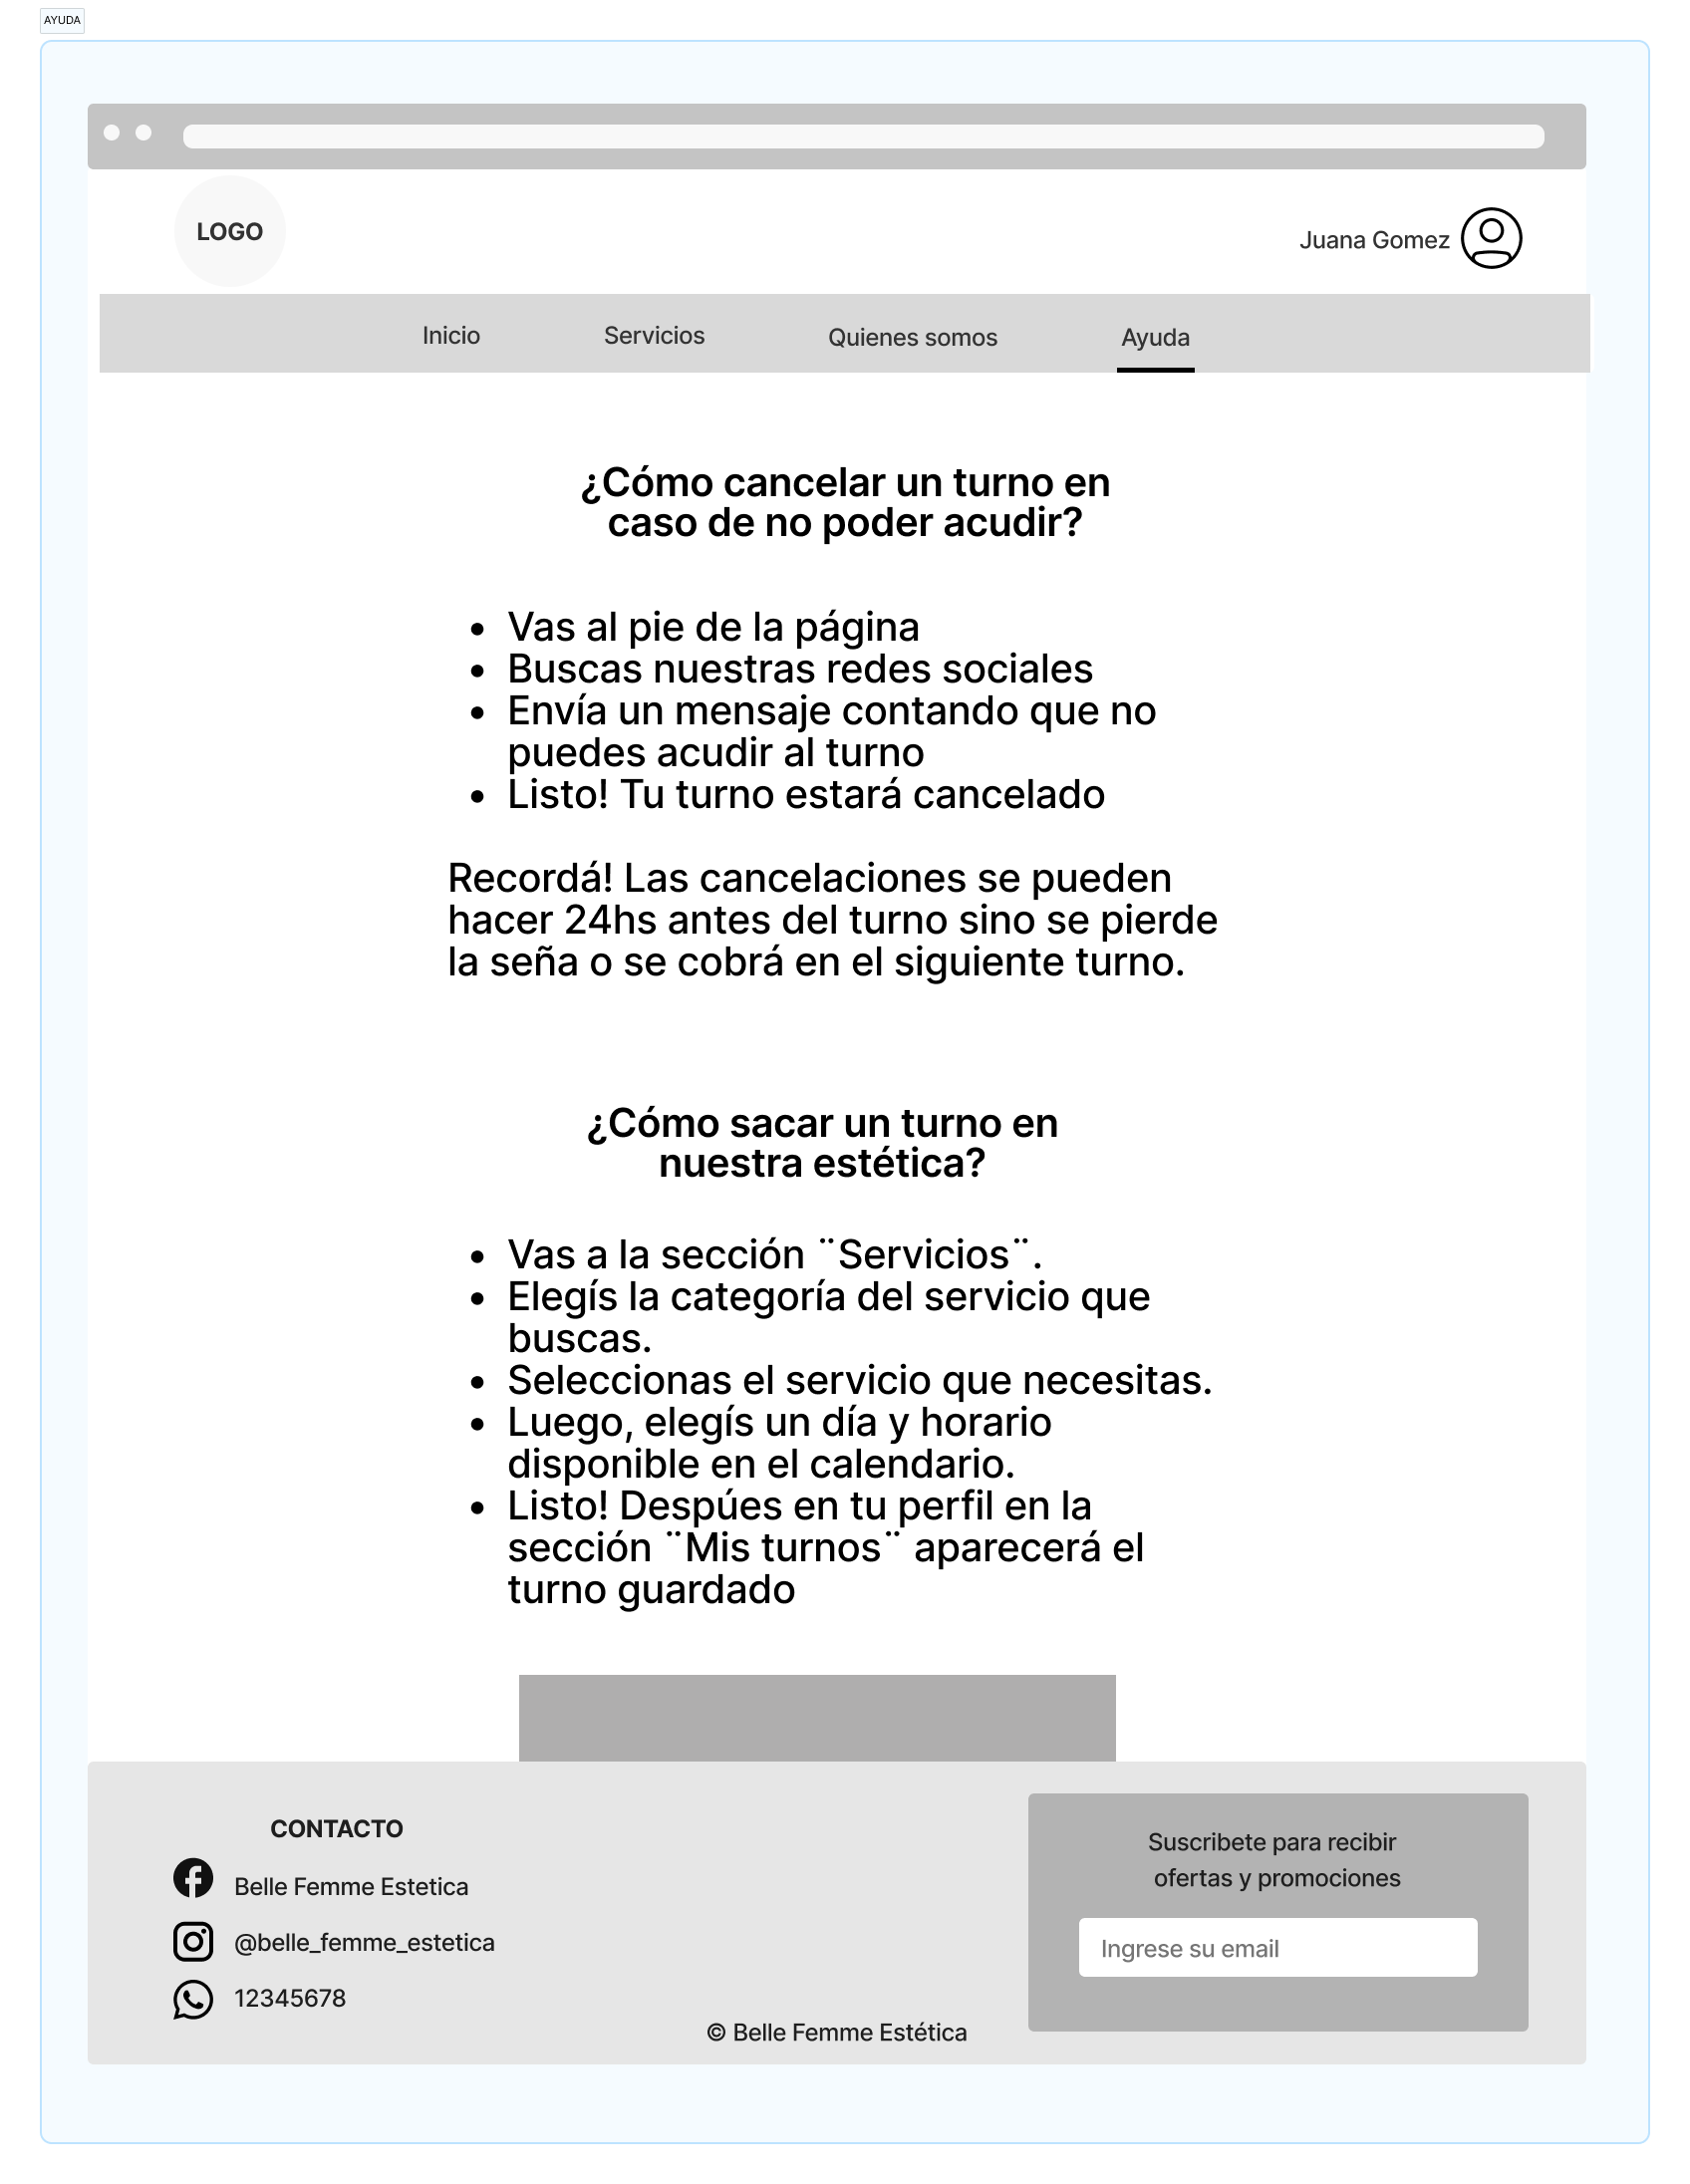 AYUDA
LOGO
Juana Gomez
Inicio Servicios Quienes somos Ayuda
¿Cómo cancelar un turno en
caso de no poder acudir?
• Vas al pie de la página
• Buscas nuestras redes sociales
• Envía un mensaje contando que no
puedes acudir al turno
• Listo! Tu turno estará cancelado
Recordá! Las cancelaciones se pueden
hacer 24hs antes del turno sino se pierde
la seña o se cobrá en el siguiente turno.
¿Cómo sacar un turno en
nuestra estética?
• Vas a la sección ¨Servicios¨.
• Elegís la categoría del servicio que
buscas.
• Seleccionas el servicio que necesitas.
• Luego, elegís un día y horario
disponible en el calendario.
• Listo! Despúes en tu perfil en la
sección ¨Mis turnos¨ aparecerá el
turno guardado
CONTACTO
Belle Femme Estetica
@belle_femme_estetica
12345678
© Belle Femme Estética
Suscribete para recibir
ofertas y promociones
Ingrese su email